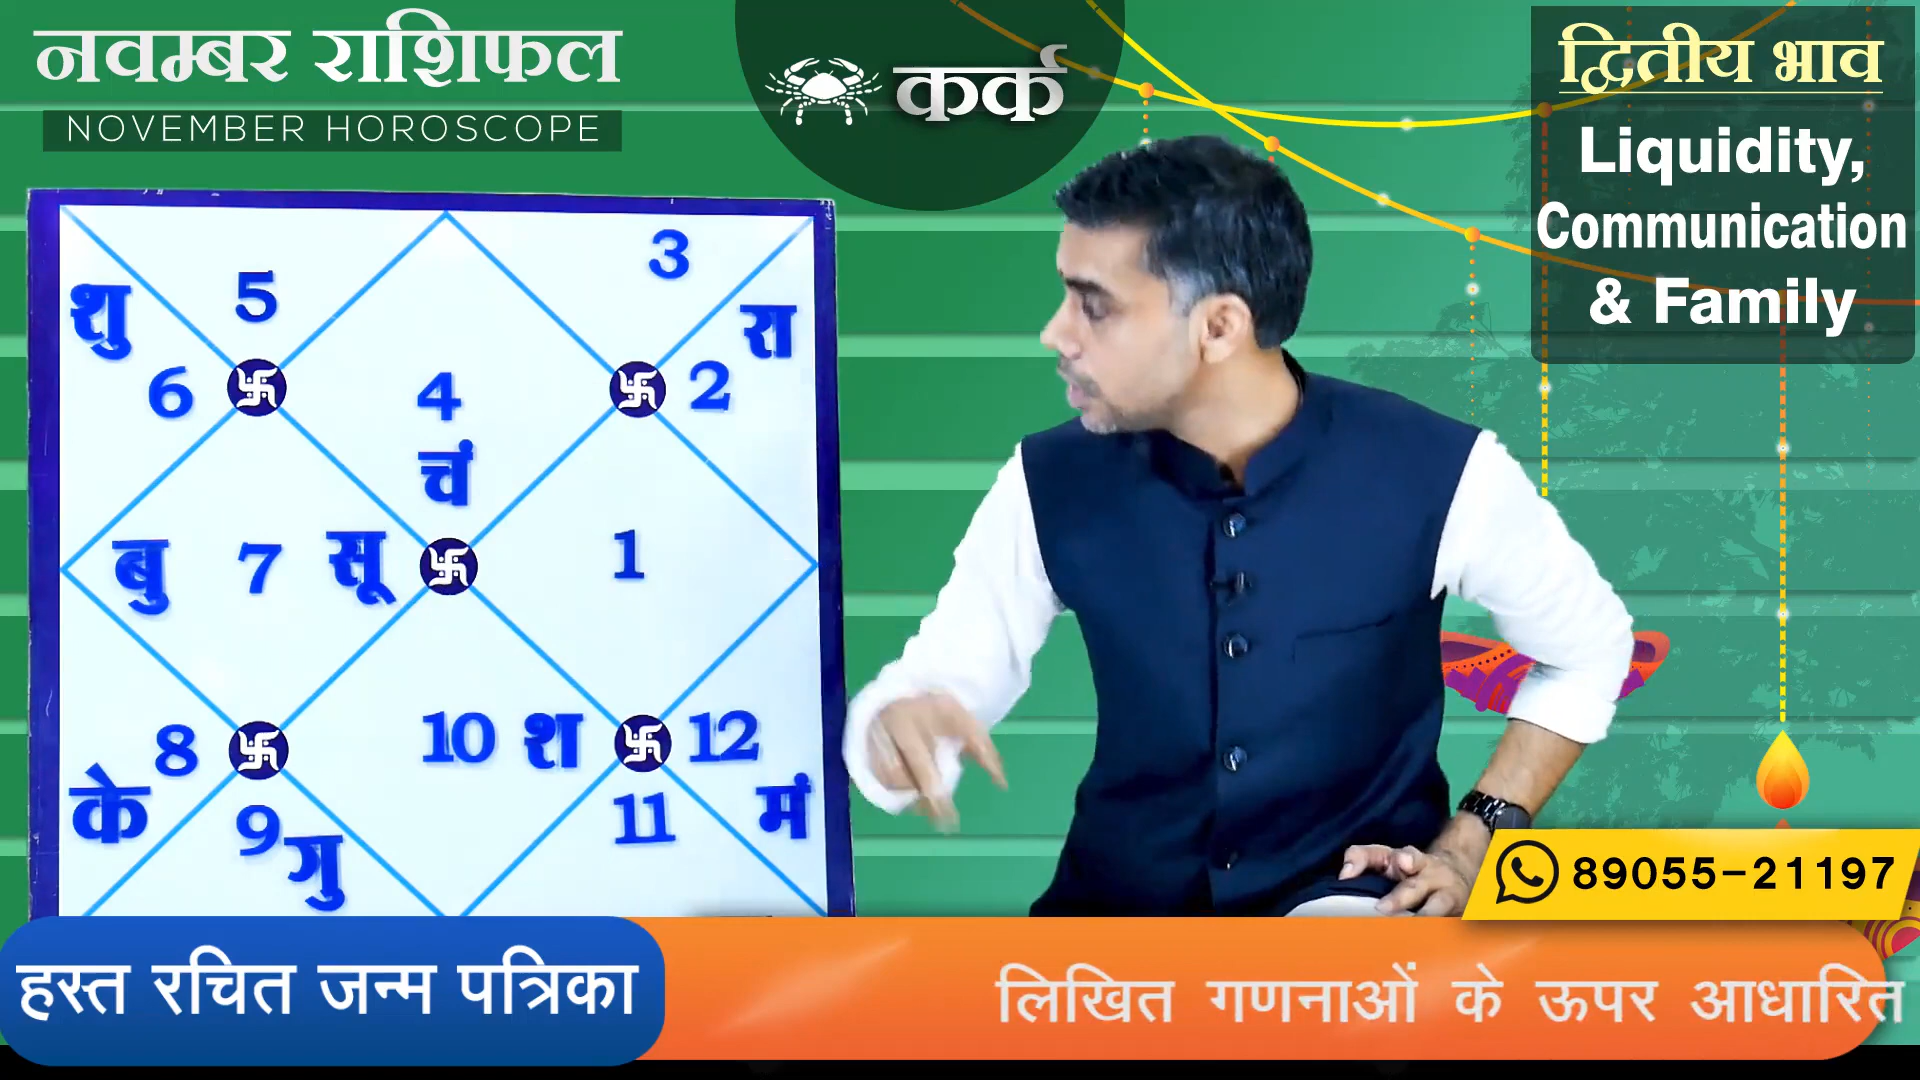 नवम्बर राशिफल
NOVEMBER HOROSCOPE
कर्क
द्वितीय भाव
Liquidity,
Communication
& Family
3
5
शु
रा
6
4
2
चं
बु 7 सू
1
8
10 श
12
के
9
गु
11
मं
89055-21197
हस्त रचित जन्म पत्रिका
लिखित गणनाओं के ऊपर आधारित